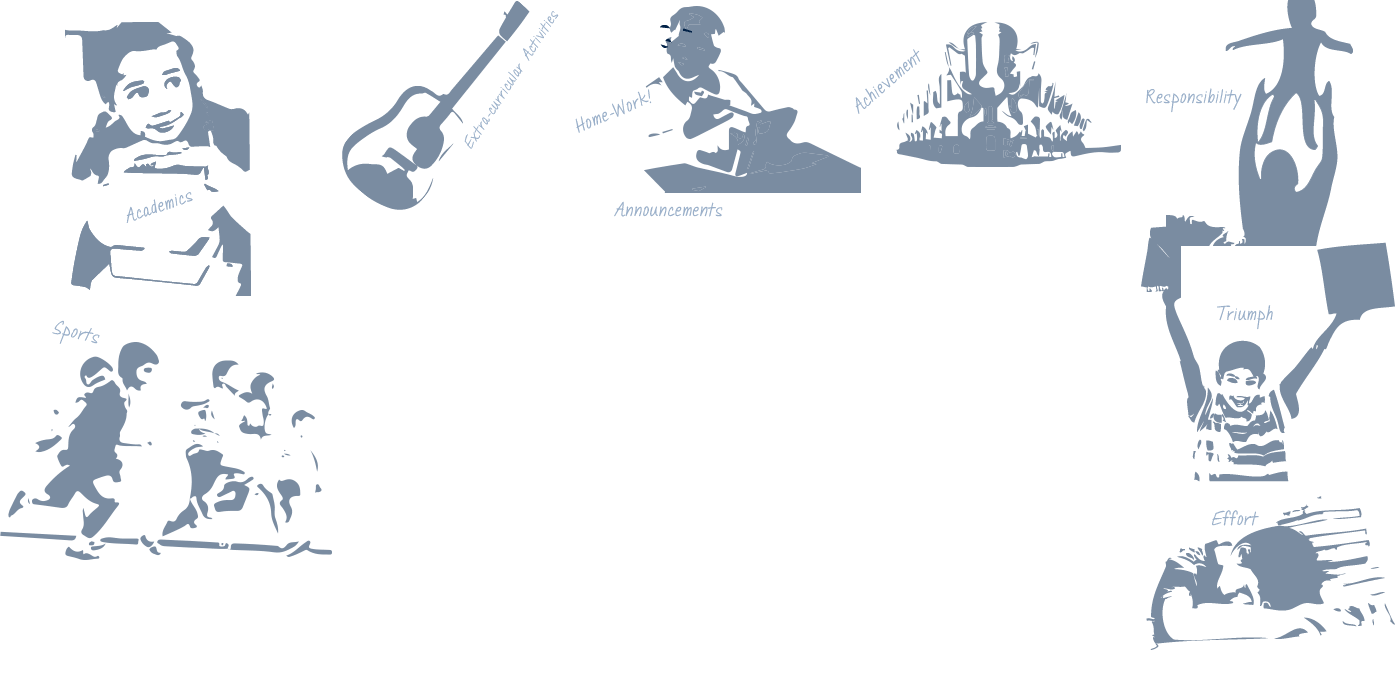 Extra-curricular Activities
Home-Work!
Achievement
Responsibility
Academics
Announcements
Sports
Triumph
Effort